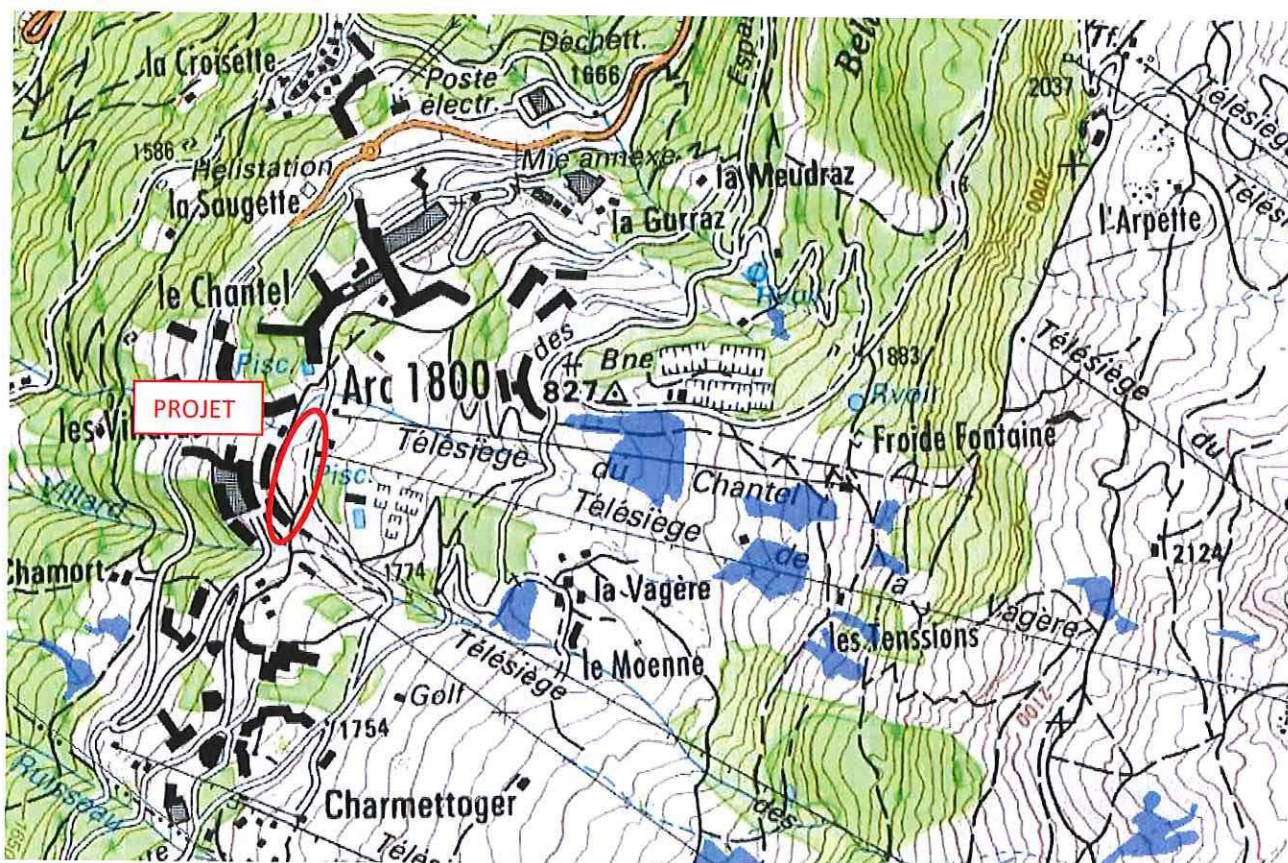 la Croisette
Déchett.
1666
Poste
électr.
Tf.
2037
Télésiège
1586
Hélistation
la Saugette
Mie annexe
la Meudraz
la Gurraz
2000
l'Arpette
le Chantel
Rvoir
Télésiège
du
Pisc.
Arc 1800
des
Bne
827
1883
Rvoir
PROJET
Froide Fontaine
Pisc.
Télésiège
du
Chantel
Télésiège
de
la
Vagère
Villard
Chamort
1774
la Vagère
2124
les Tenssions
le Moenne
Télésiège
des
Golf
2100
1754
Ruisseau
Charmettoger